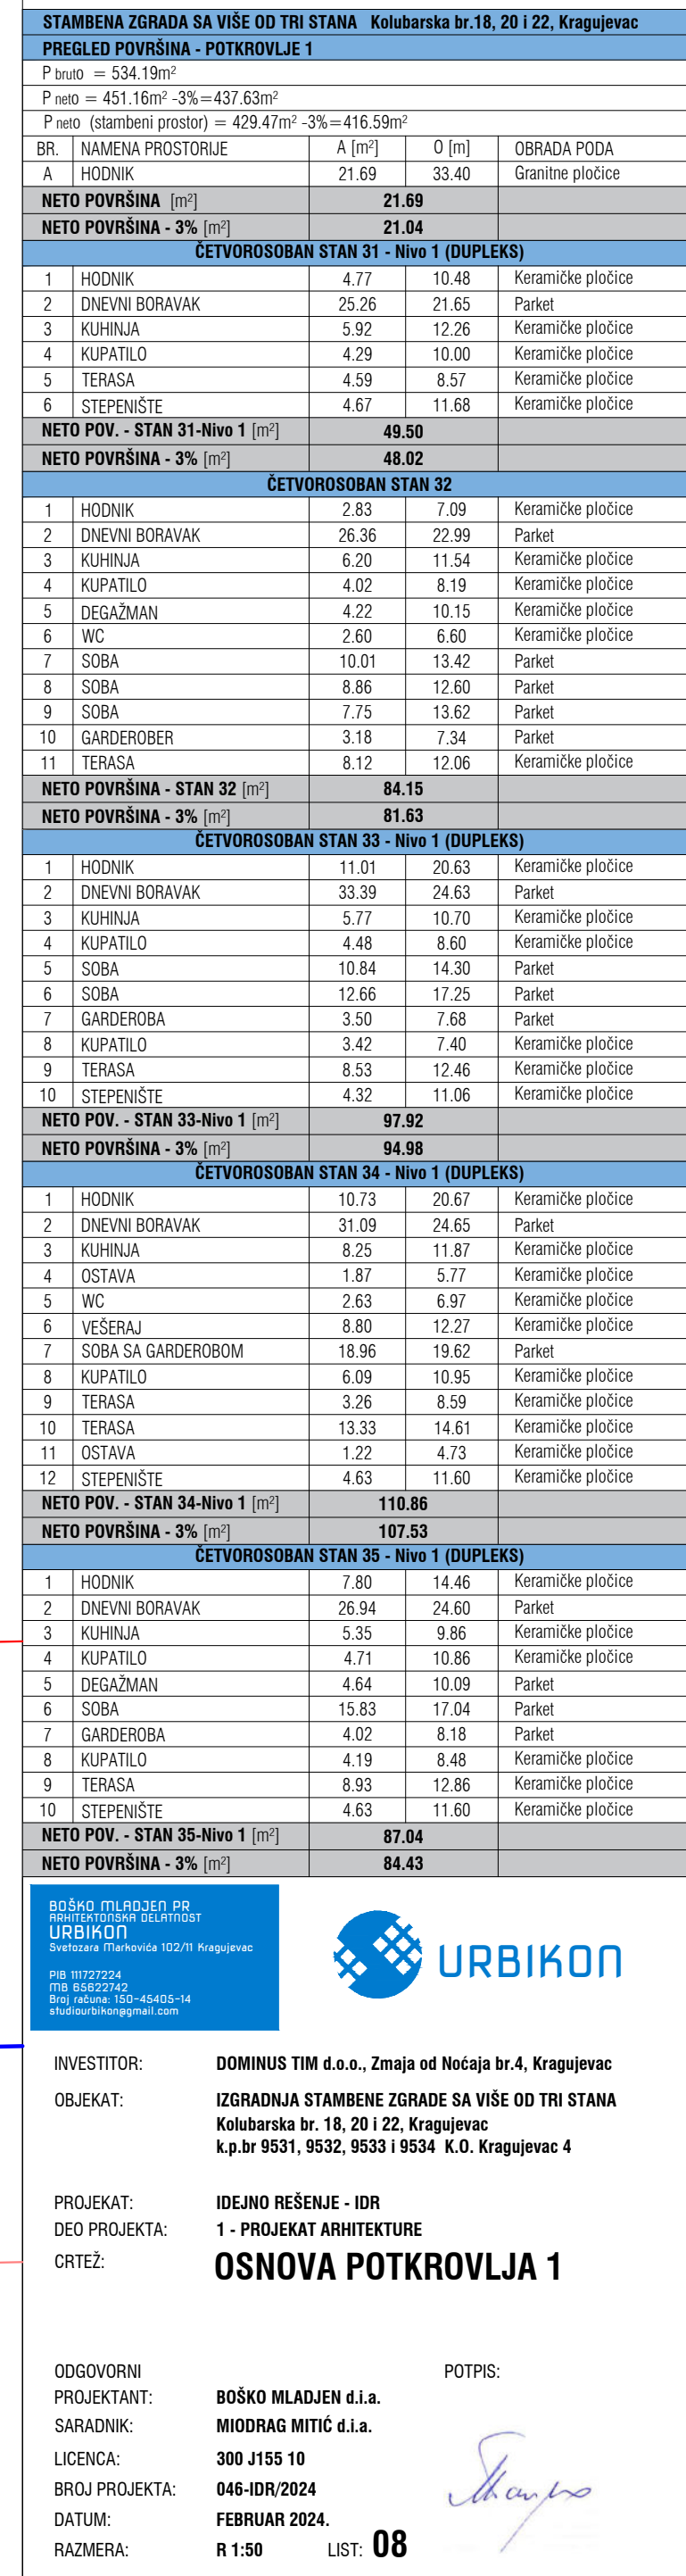 STAMBENA ZGRADA SA VIŠE OD TRI STANA Kolubarska br.18, 20 i 22, Kragujevac
PREGLED POVRŠINA - POTKROVLJE 1
P bruto = 534.19m²
P neto = 451.16m² -3%=437.63m²
P neto (stambeni prostor) = 429.47m² -3%=416.59m²
BR. NAMENA PROSTORIJE A [m²] O [m] OBRADA PODA
A HODNIK 21.69 33.40 Granitne pločice
NETO POVRŠINA [m²] 21.69
NETO POVRŠINA - 3% [m²] 21.04
ČETVOROSOBAN STAN 31 - Nivo 1 (DUPLEKS)
1 HODNIK 4.77 10.48 Keramičke pločice
2 DNEVNI BORAVAK 25.26 21.65 Parket
3 KUHINJA 5.92 12.26 Keramičke pločice
4 KUPATILO 4.29 10.00 Keramičke pločice
5 TERASA 4.59 8.57 Keramičke pločice
6 STEPENIŠTE 4.67 11.68 Keramičke pločice
NETO POV. - STAN 31-Nivo 1 [m²] 49.50
NETO POVRŠINA - 3% [m²] 48.02
ČETVOROSOBAN STAN 32
1 HODNIK 2.83 7.09 Keramičke pločice
2 DNEVNI BORAVAK 26.36 22.99 Parket
3 KUHINJA 6.20 11.54 Keramičke pločice
4 KUPATILO 4.02 8.19 Keramičke pločice
5 DEGAŽMAN 4.22 10.15 Keramičke pločice
6 WC 2.60 6.60 Keramičke pločice
7 SOBA 10.01 13.42 Parket
8 SOBA 8.86 12.60 Parket
9 SOBA 7.75 13.62 Parket
10 GARDEROBER 3.18 7.34 Parket
11 TERASA 8.12 12.06 Keramičke pločice
NETO POVRŠINA - STAN 32 [m²] 84.15
NETO POVRŠINA - 3% [m²] 81.63
ČETVOROSOBAN STAN 33 - Nivo 1 (DUPLEKS)
1 HODNIK 11.01 20.63 Keramičke pločice
2 DNEVNI BORAVAK 33.39 24.63 Parket
3 KUHINJA 5.77 10.70 Keramičke pločice
4 KUPATILO 4.48 8.60 Keramičke pločice
5 SOBA 10.84 14.30 Parket
6 SOBA 12.66 17.25 Parket
7 GARDEROBA 3.50 7.68 Parket
8 KUPATILO 3.42 7.40 Keramičke pločice
9 TERASA 8.53 12.46 Keramičke pločice
10 STEPENIŠTE 4.32 11.06 Keramičke pločice
NETO POV. - STAN 33-Nivo 1 [m²] 97.92
NETO POVRŠINA - 3% [m²] 94.98
ČETVOROSOBAN STAN 34 - Nivo 1 (DUPLEKS)
1 HODNIK 10.73 20.67 Keramičke pločice
2 DNEVNI BORAVAK 31.09 24.65 Parket
3 KUHINJA 8.25 11.87 Keramičke pločice
4 OSTAVA 1.87 5.77 Keramičke pločice
5 WC 2.63 6.97 Keramičke pločice
6 VEŠERAJ 8.80 12.27 Keramičke pločice
7 SOBA SA GARDEROBOM 18.96 19.62 Parket
8 KUPATILO 6.09 10.95 Keramičke pločice
9 TERASA 3.26 8.59 Keramičke pločice
10 TERASA 13.33 14.61 Keramičke pločice
11 OSTAVA 1.22 4.73 Keramičke pločice
12 STEPENIŠTE 4.63 11.60 Keramičke pločice
NETO POV. - STAN 34-Nivo 1 [m²] 110.86
NETO POVRŠINA - 3% [m²] 107.53
ČETVOROSOBAN STAN 35 - Nivo 1 (DUPLEKS)
1 HODNIK 7.80 14.46 Keramičke pločice
2 DNEVNI BORAVAK 26.94 24.60 Parket
3 KUHINJA 5.35 9.86 Keramičke pločice
4 KUPATILO 4.71 10.86 Keramičke pločice
5 DEGAŽMAN 4.64 10.09 Parket
6 SOBA 15.83 17.04 Parket
7 GARDEROBA 4.02 8.18 Parket
8 KUPATILO 4.19 8.48 Keramičke pločice
9 TERASA 8.93 12.86 Keramičke pločice
10 STEPENIŠTE 4.63 11.60 Keramičke pločice
NETO POV. - STAN 35-Nivo 1 [m²] 87.04
NETO POVRŠINA - 3% [m²] 84.43
BOŠKO MLADJEN PR
ARHITEKTONSKA DELATNOST
URBIKON
Svetozara Markovića 102/11 Kragujevac
PIB 111727224
MB 65622742
Broj računa: 150-45405-14
studiourbikon@gmail.com
URBIKON
INVESTITOR: DOMINUS TIM d.o.o., Zmaja od Noćaja br.4, Kragujevac
OBJEKAT: IZGRADNJA STAMBENE ZGRADE SA VIŠE OD TRI STANA
Kolubarska br. 18, 20 i 22, Kragujevac
k.p.br 9531, 9532, 9533 i 9534 K.O. Kragujevac 4
PROJEKAT: IDEJNO REŠENJE - IDR
DEO PROJEKTA: 1 - PROJEKAT ARHITEKTURE
CRTEŽ: OSNOVA POTKROVLJA 1
ODGOVORNI POTPIS:
PROJEKTANT: BOŠKO MLADJEN d.i.a.
SARADNIK: MIODRAG MITIĆ d.i.a.
LICENCA: 300 J155 10
BROJ PROJEKTA: 046-IDR/2024
DATUM: FEBRUAR 2024.
RAZMERA: R 1:50 LIST: 08